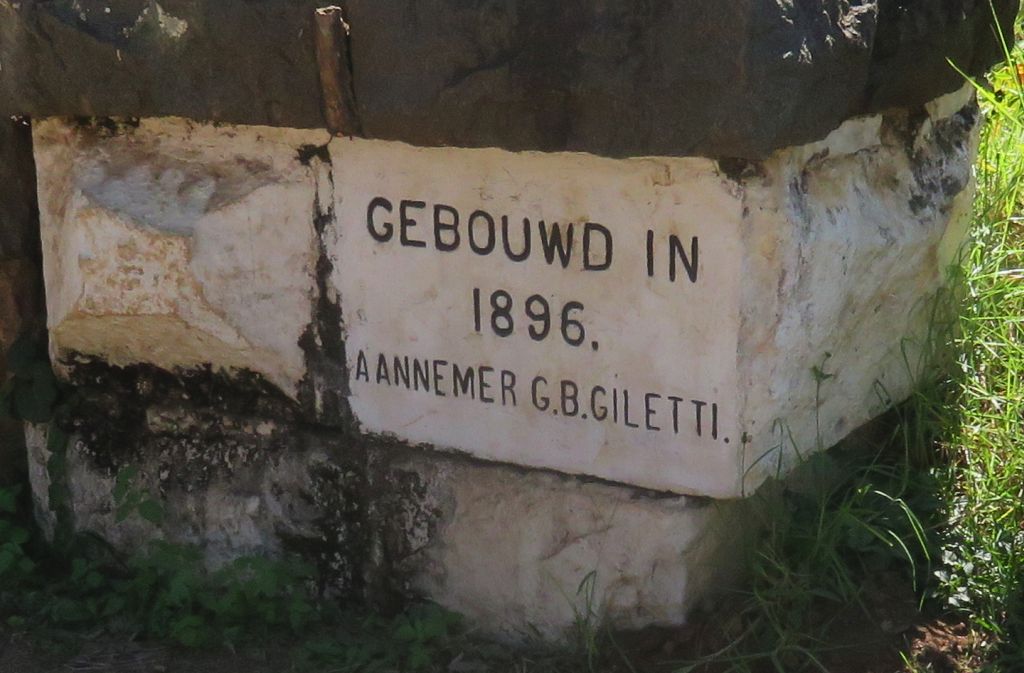 GEBOUWD IN
1896.
AANNEMER G.B.GILETTI.